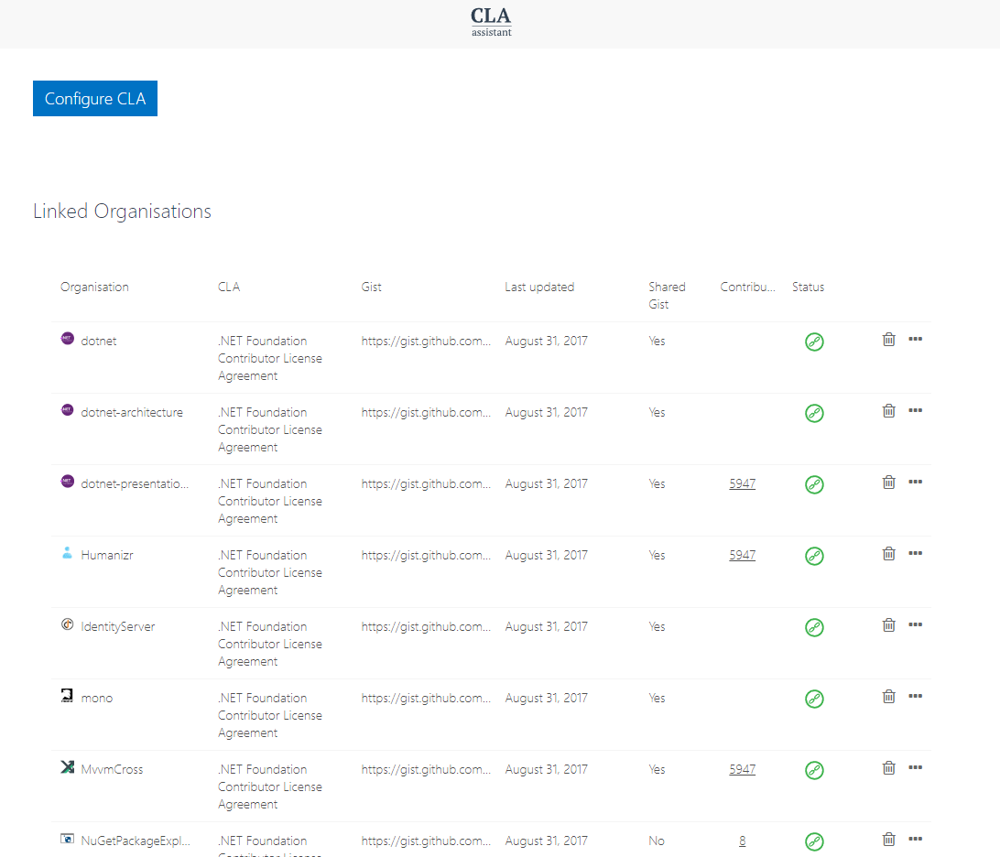 CLA
assistant
Configure CLA
Linked Organisations
Organisation CLA Gist Last updated Shared Contribu... Status
Gist
dotnet .NET Foundation https://gist.github.com... August 31, 2017 Yes
Contributor License
Agreement
dotnet-architecture .NET Foundation https://gist.github.com... August 31, 2017 Yes
Contributor License
Agreement
dotnet-presentatio... .NET Foundation https://gist.github.com... August 31, 2017 Yes 5947
Contributor License
Agreement
Humanizr .NET Foundation https://gist.github.com... August 31, 2017 Yes 5947
Contributor License
Agreement
IdentityServer .NET Foundation https://gist.github.com... August 31, 2017 Yes
Contributor License
Agreement
mono .NET Foundation https://gist.github.com... August 31, 2017 Yes
Contributor License
Agreement
MvvmCross .NET Foundation https://gist.github.com... August 31, 2017 Yes 5947
Contributor License
Agreement
NuGetPackageExpl... .NET Foundation https://gist.github.com... August 31, 2017 No 8
Contributor License